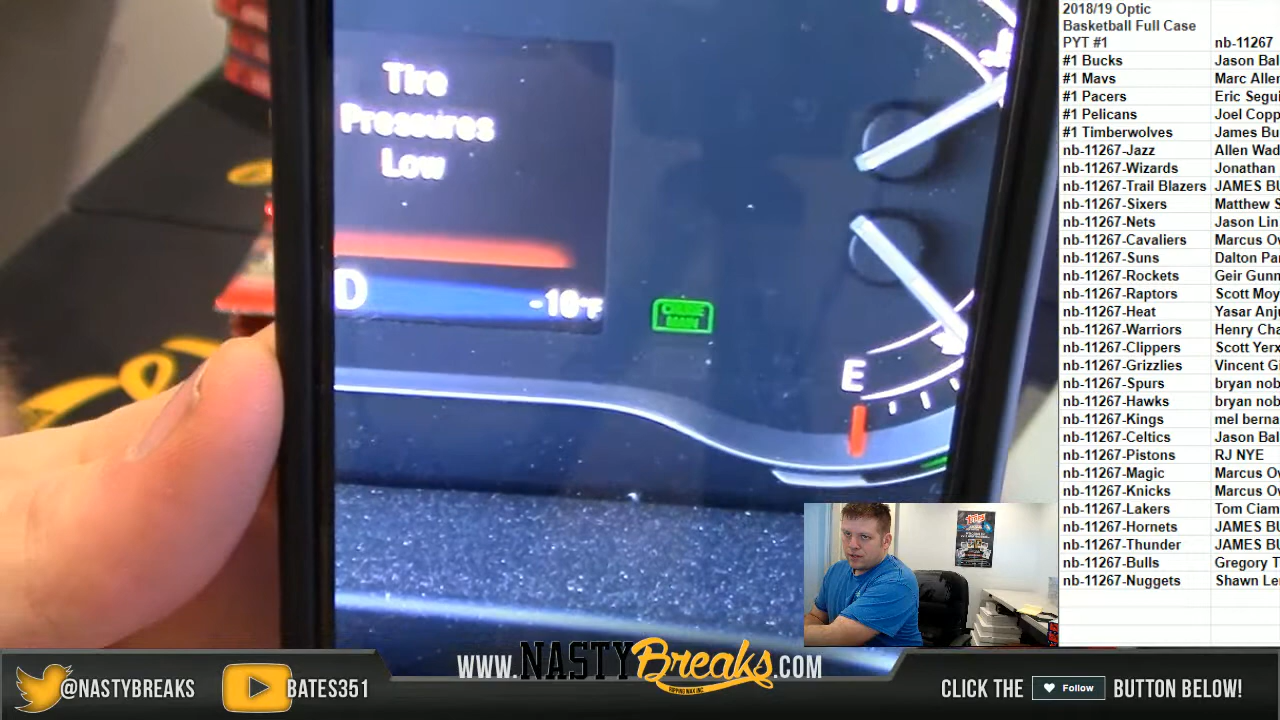 Tire
Pressures
Low
D
E
2018/19 Optic
Basketball Full Case
PYT #1 nb-11267
#1 Bucks Jason Bal
#1 Mavs Marc Allen
#1 Pacers Eric Segui
#1 Pelicans Joel Copp
#1 Timberwolves James Bu
nb-11267-Jazz Allen Wad
nb-11267-Wizards Jonathan
nb-11267-Trail Blazers JAMES BU
nb-11267-Sixers Matthew S
nb-11267-Nets Jason Lin
nb-11267-Cavaliers Marcus Ov
nb-11267-Suns Dalton Pa
nb-11267-Rockets Geir Gunn
nb-11267-Raptors Scott Moy
nb-11267-Heat Yasar Anj
nb-11267-Warriors Henry Cha
nb-11267-Clippers Scott Yerx
nb-11267-Grizzlies Vincent Gi
nb-11267-Spurs bryan nob
nb-11267-Hawks bryan nob
nb-11267-Kings mel berna
nb-11267-Celtics Jason Bal
nb-11267-Pistons RJ NYE
nb-11267-Magic Marcus Ov
nb-11267-Knicks Marcus Ov
nb-11267-Lakers Tom Ciam
nb-11267-Hornets JAMES BU
nb-11267-Thunder JAMES BU
nb-11267-Bulls Gregory T
nb-11267-Nuggets Shawn Le
@NASTYBREAKS
BATES351
WWW.NASTYBreaks.COM
RIPPING WAX INC.
CLICK THE Follow BUTTON BELOW!